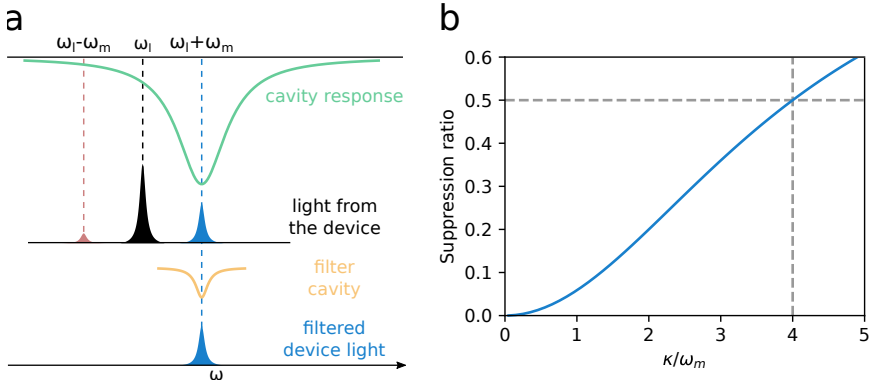 a
ωl-ωm
ωl
ωl+ωm
cavity response
light from
the device
filter
cavity
filtered
device light
ω
b
Suppression ratio
0.6
0.5
0.4
0.3
0.2
0.1
0.0
0
1
2
3
4
5
κ/ωm